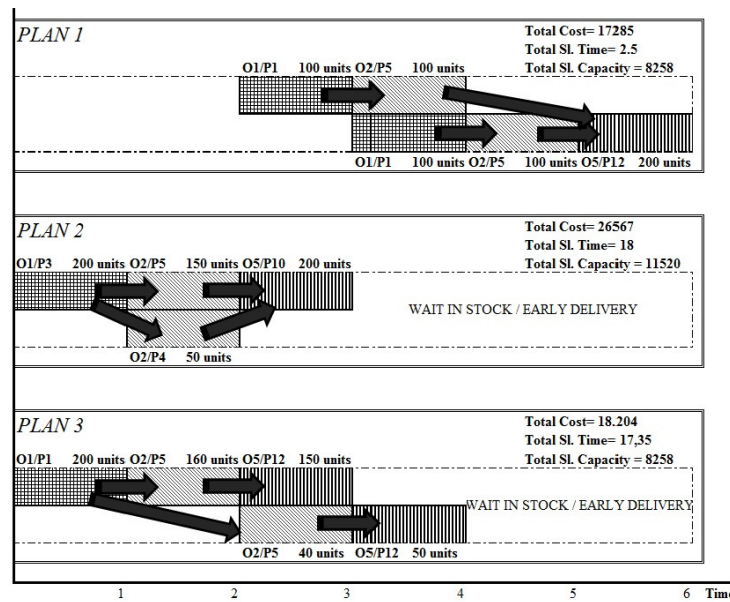 PLAN 1
Total Cost= 17285
Total Sl. Time= 2.5
Total Sl. Capacity = 8258
O1/P1 100 units O2/P5 100 units
O1/P1 100 units O2/P5 100 units O5/P12 200 units
PLAN 2
Total Cost= 26567
Total Sl. Time= 18
Total Sl. Capacity = 11520
O1/P3 200 units O2/P5 150 units O5/P10 200 units
WAIT IN STOCK / EARLY DELIVERY
O2/P4 50 units
PLAN 3
Total Cost= 18.204
Total Sl. Time= 17,35
Total Sl. Capacity = 8258
O1/P1 200 units O2/P5 160 units O5/P12 150 units
WAIT IN STOCK / EARLY DELIVERY
O2/P5 40 units O5/P12 50 units
1 2 3 4 5 6 Time